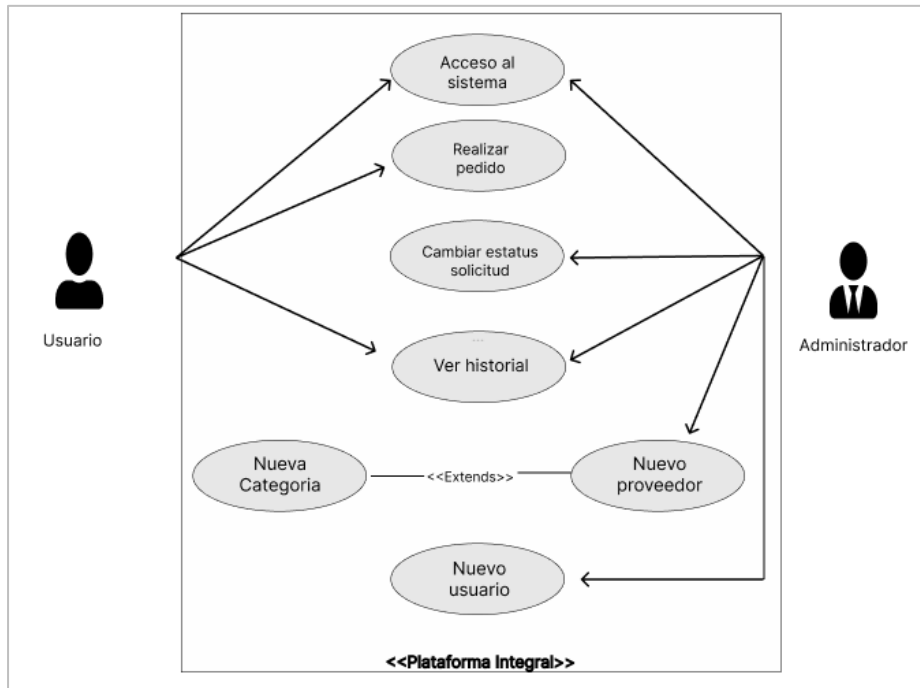 Acceso al
sistema
Realizar
pedido
Cambiar estatus
solicitud
Usuario
Administrador
...
Ver historial
Nueva
Categoria
<<Extends>>
Nuevo
proveedor
Nuevo
usuario
<<Plataforma Integral>>